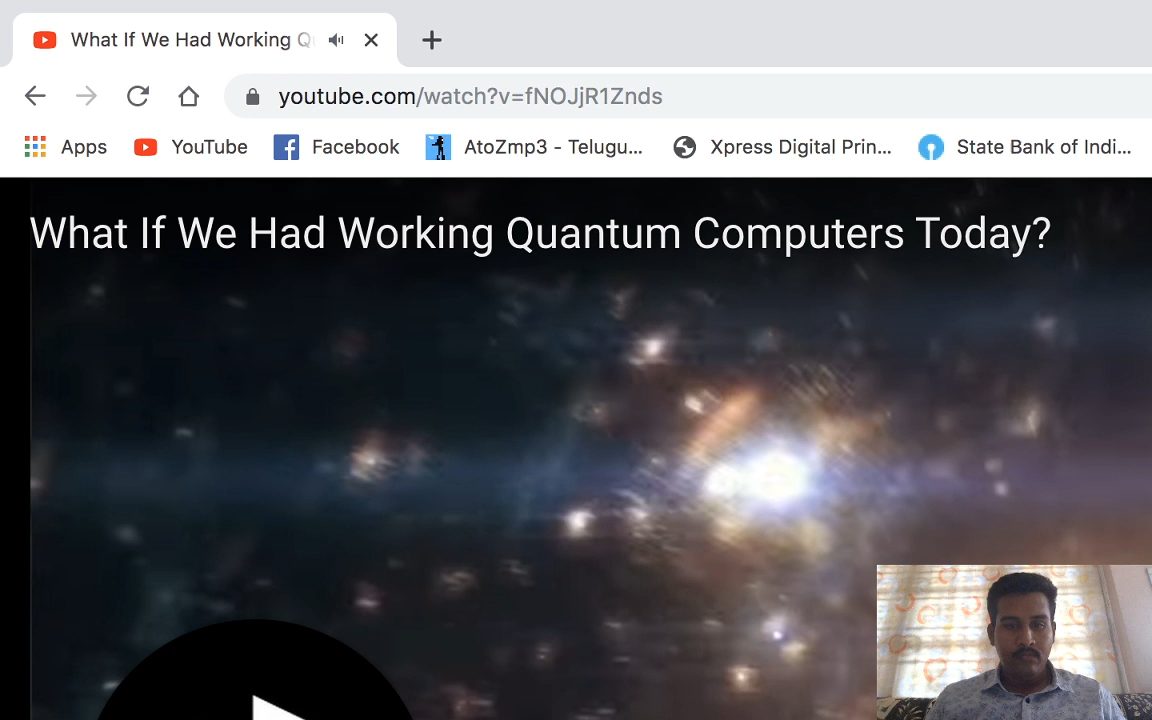 What If We Had Working Q
youtube.com/watch?v=fNOJjR1Znds
Apps YouTube Facebook AtoZmp3 - Telugu... Xpress Digital Prin... State Bank of Indi...
What If We Had Working Quantum Computers Today?